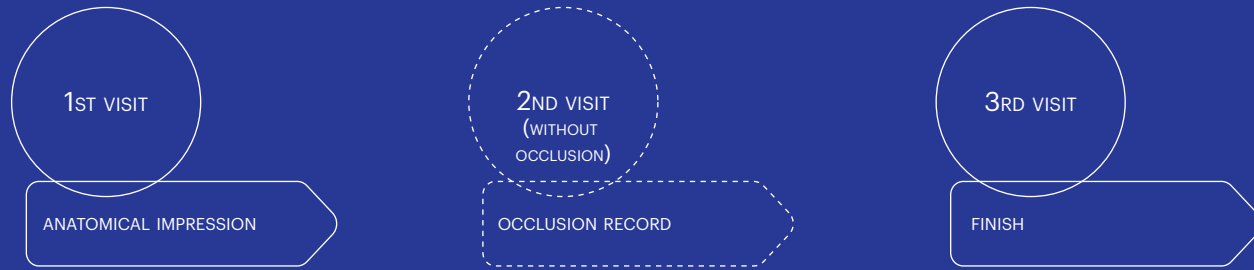 1ST VISIT
ANATOMICAL IMPRESSION
2ND VISIT
(WITHOUT
OCCLUSION)
OCCLUSION RECORD
3RD VISIT
FINISH